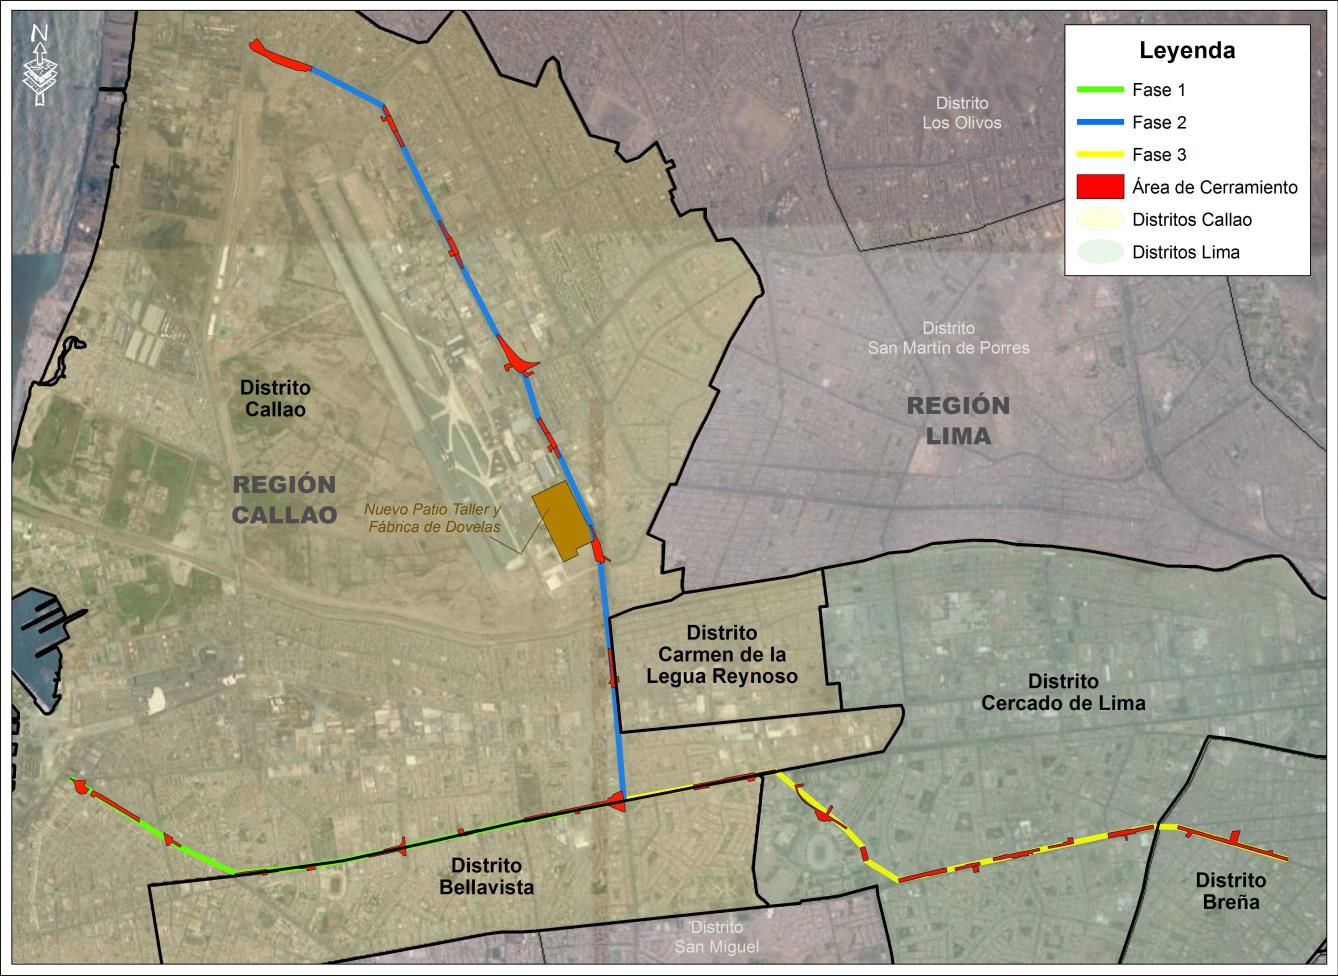 N
Leyenda
Fase 1
Fase 2
Fase 3
Área de Cerramiento
Distritos Callao
Distritos Lima
Distrito
Los Olivos
Distrito
San Martín de Porres
REGIÓN
LIMA
Distrito
Callao
REGIÓN
CALLAO
Nuevo Patio Taller y
Fábrica de Dovelas
Distrito
Carmen de la
Legua Reynoso
Distrito
Cercado de Lima
Distrito
Bellavista
Distrito
Breña
Distrito
San Miguel